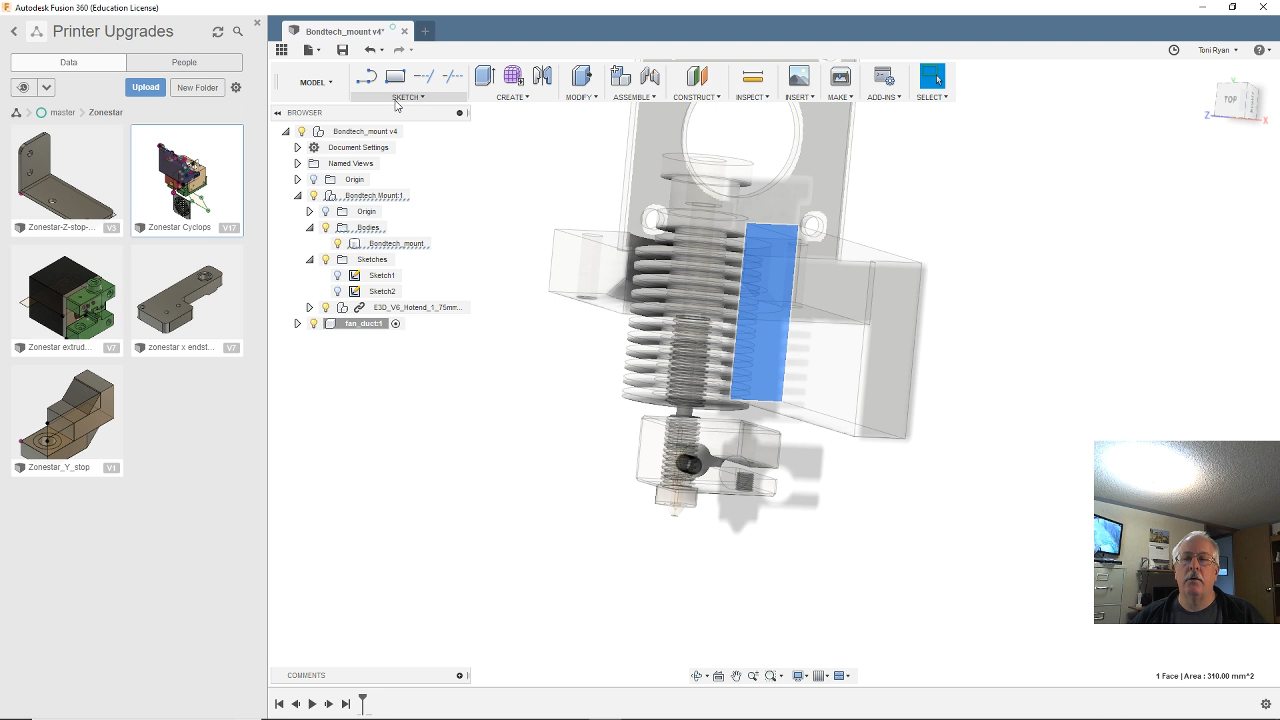 Autodesk Fusion 360 (Education License)
Printer Upgrades
Bondtech_mount v4*
Toni Ryan
Data
People
Upload
New Folder
MODEL
SKETCH
CREATE
MODIFY
ASSEMBLE
CONSTRUCT
INSPECT
INSERT
MAKE
ADD-INS
SELECT
master
Zonestar
BROWSER
Bondtech_mount v4
Document Settings
Named Views
Origin
Bondtech Mount:1
Origin
Bodies
Bondtech_mount
Sketches
Sketch1
Sketch2
E3D_V6_Hotend_1_75mm...
fan_duct:1
Zonestar-Z-stop-
V3
Zonestar Cyclops
V17
Zonestar extrud...
V7
zonestar x endst...
V7
Zonestar_Y_stop
V1
TOP
Z
X
COMMENTS
1 Face | Area : 310.00 mm^2